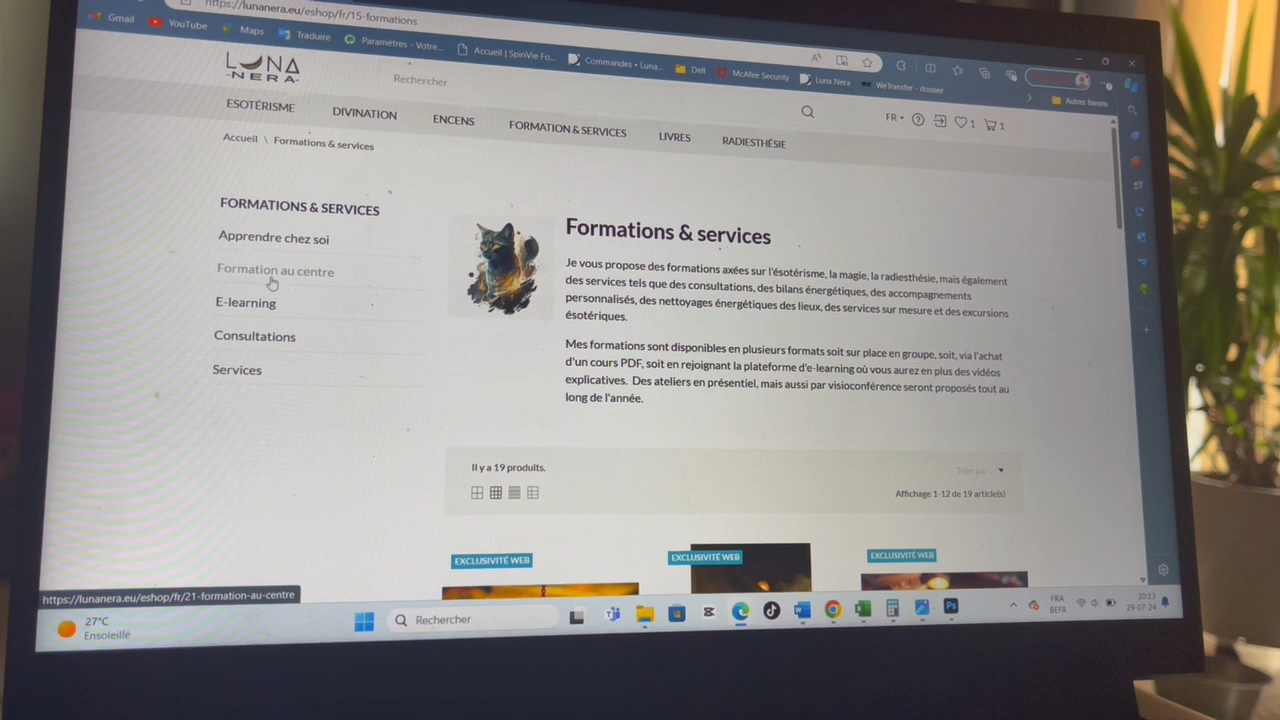 https://lunanera.eu/eshop/fr/15-formations
Gmail
YouTube
Maps
Traduire
Paramètres - Votre...
Accueil | SpiriVie Fo...
Commandes • Luna...
Dell
McAfee Security
Luna Nera
WeTransfer - dossier
Autres favoris
LUNA
-NERA-
Rechercher
FR
1
1
ESOTÉRISME
DIVINATION
ENCENS
FORMATION & SERVICES
LIVRES
RADIESTHÉSIE
Accueil \ Formations & services
FORMATIONS & SERVICES
Apprendre chez soi
Formation au centre
E-learning
Consultations
Services
Formations & services
Je vous propose des formations axées sur l'ésotérisme, la magie, la radiesthésie, mais également
des services tels que des consultations, des bilans énergétiques, des accompagnements
personnalisés, des nettoyages énergétiques des lieux, des services sur mesure et des excursions
ésotériques.
Mes formations sont disponibles en plusieurs formats soit sur place en groupe, soit, via l'achat
d'un cours PDF, soit en rejoignant la plateforme d'e-learning où vous aurez en plus des vidéos
explicatives. Des ateliers en présentiel, mais aussi par visioconférence seront proposés tout au
long de l'année.
Il y a 19 produits.
Trier par
Affichage 1-12 de 19 article(s)
EXCLUSIVITÉ WEB
EXCLUSIVITÉ WEB
EXCLUSIVITÉ WEB
https://lunanera.eu/eshop/fr/21-formation-au-centre
27°C
Ensoleillé
Rechercher
FRA
BEFR
20:13
29-07-24